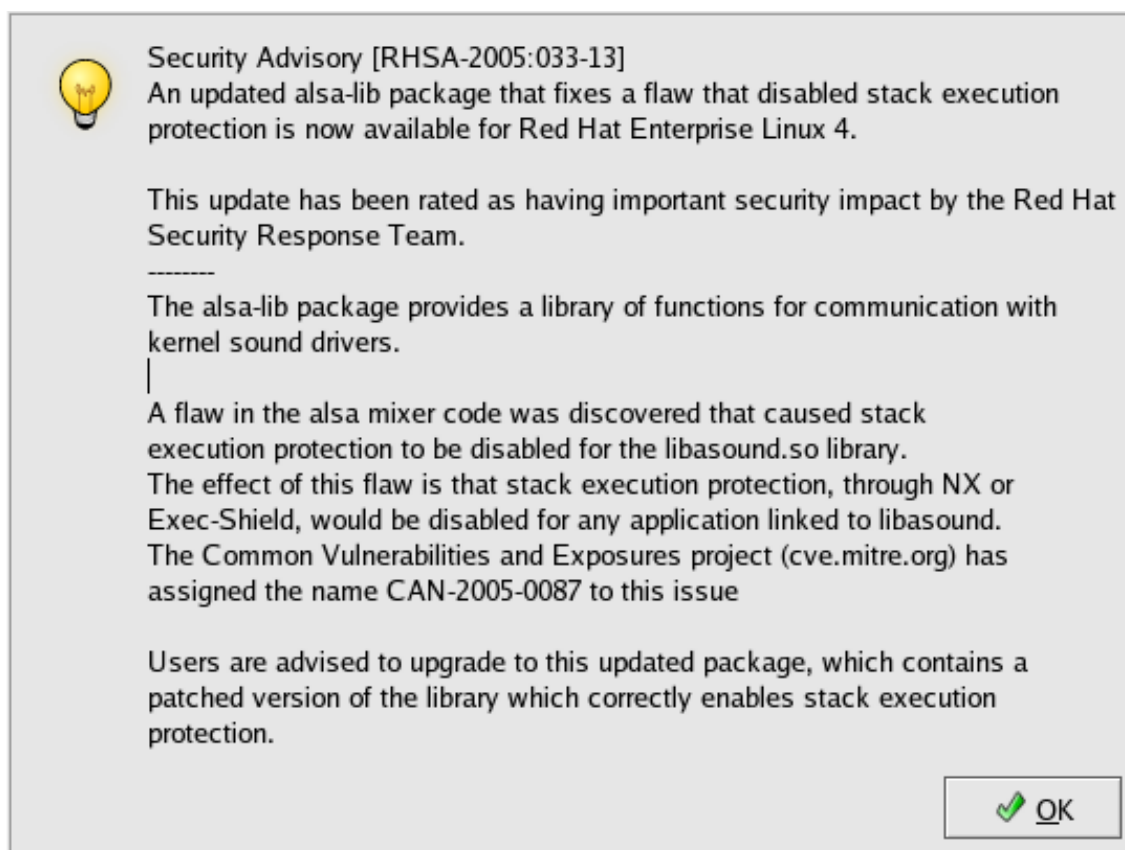 Security Advisory [RHSA-2005:033-13]
An updated alsa-lib package that fixes a flaw that disabled stack execution
protection is now available for Red Hat Enterprise Linux 4.
This update has been rated as having important security impact by the Red Hat
Security Response Team.
--------
The alsa-lib package provides a library of functions for communication with
kernel sound drivers.
A flaw in the alsa mixer code was discovered that caused stack
execution protection to be disabled for the libasound.so library.
The effect of this flaw is that stack execution protection, through NX or
Exec-Shield, would be disabled for any application linked to libasound.
The Common Vulnerabilities and Exposures project (cve.mitre.org) has
assigned the name CAN-2005-0087 to this issue
Users are advised to upgrade to this updated package, which contains a
patched version of the library which correctly enables stack execution
protection.
OK